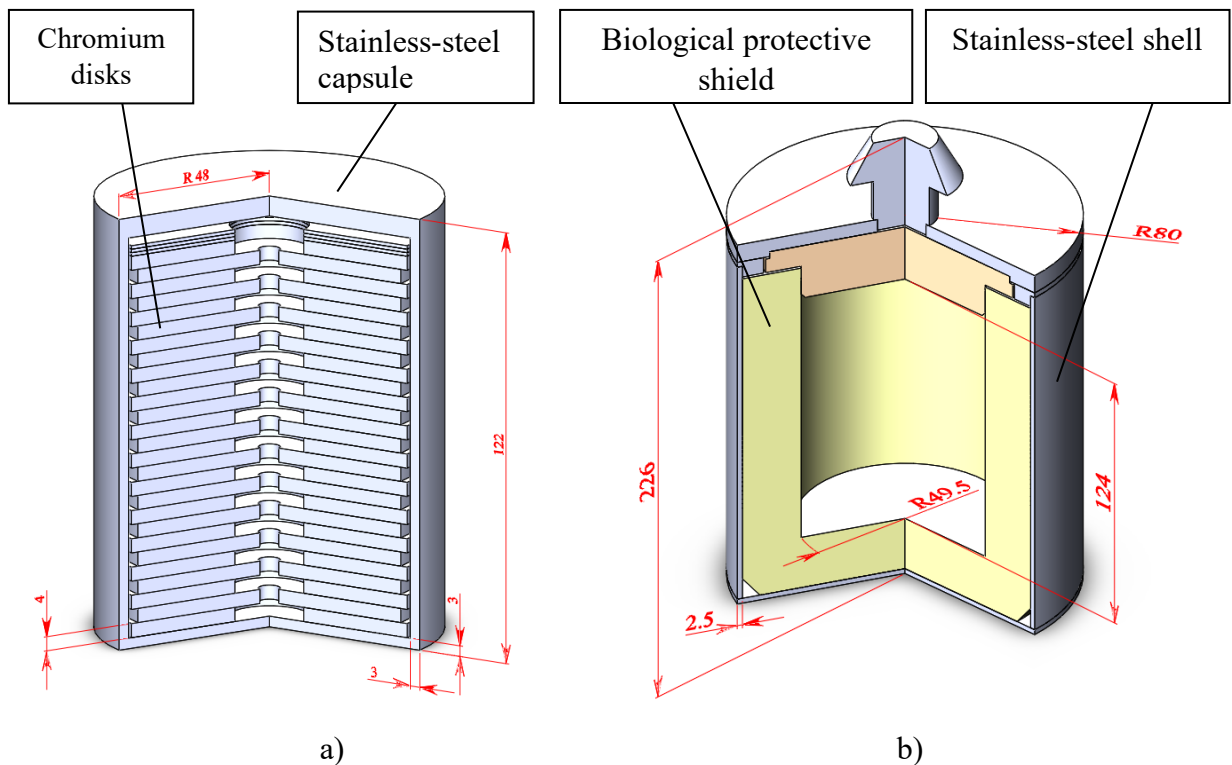 Chromium
disks
Stainless-steel
capsule
Biological protective
shield
Stainless-steel shell
R48
R80
122
226
124
R49.5
4
3
3
2.5
a)
b)